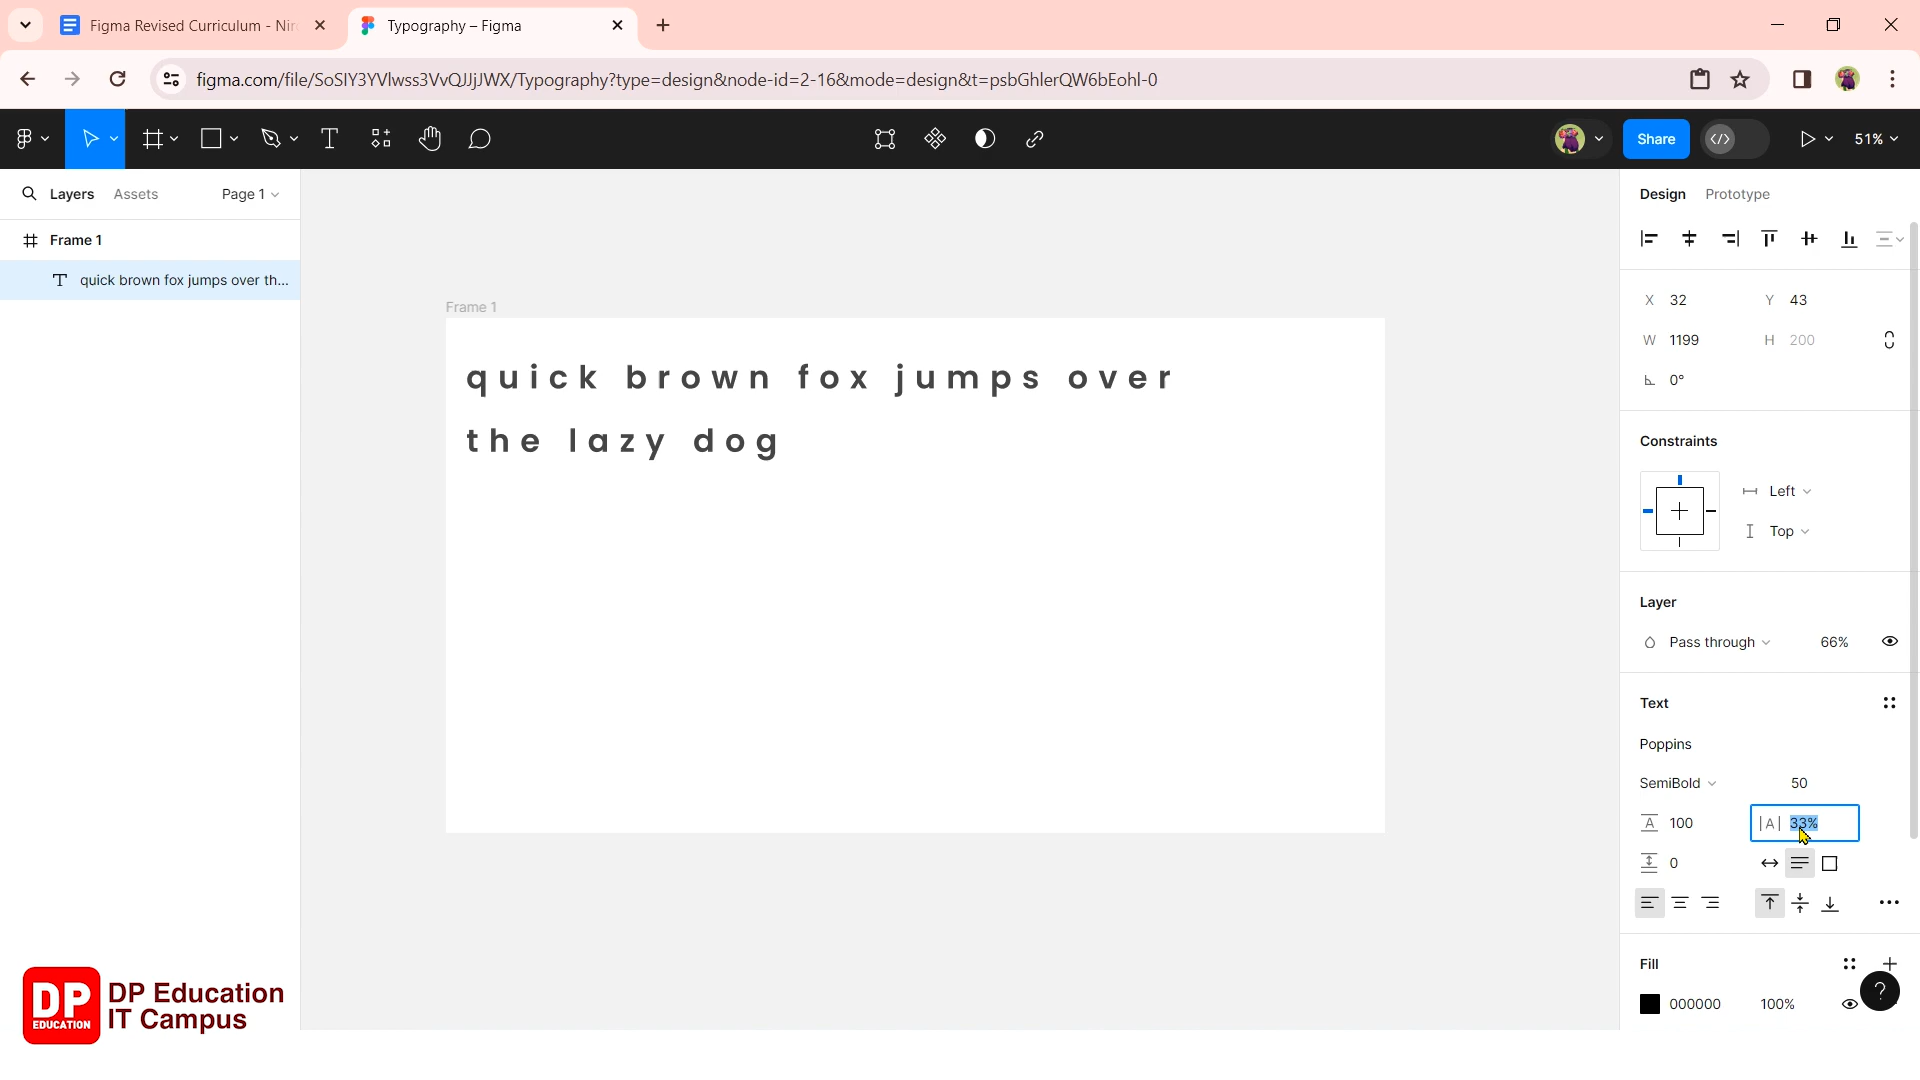 Figma Revised Curriculum - Nir
Typography – Figma
figma.com/file/SoSIY3YVlwss3VvQJJjJWX/Typography?type=design&node-id=2-16&mode=design&t=psbGhlerQW6bEohI-0
Share
51%
Layers Assets Page 1
Frame 1
quick brown fox jumps over th...
Frame 1
quick brown fox jumps over
the lazy dog
Design Prototype
X 32 Y 43
W 1199 H 200
0°
Constraints
Left
Top
Layer
Pass through 66%
Text
Poppins
SemiBold 50
A 100 |A| 33%
0
Fill
000000 100%
?
DP EDUCATION
DP Education
IT Campus